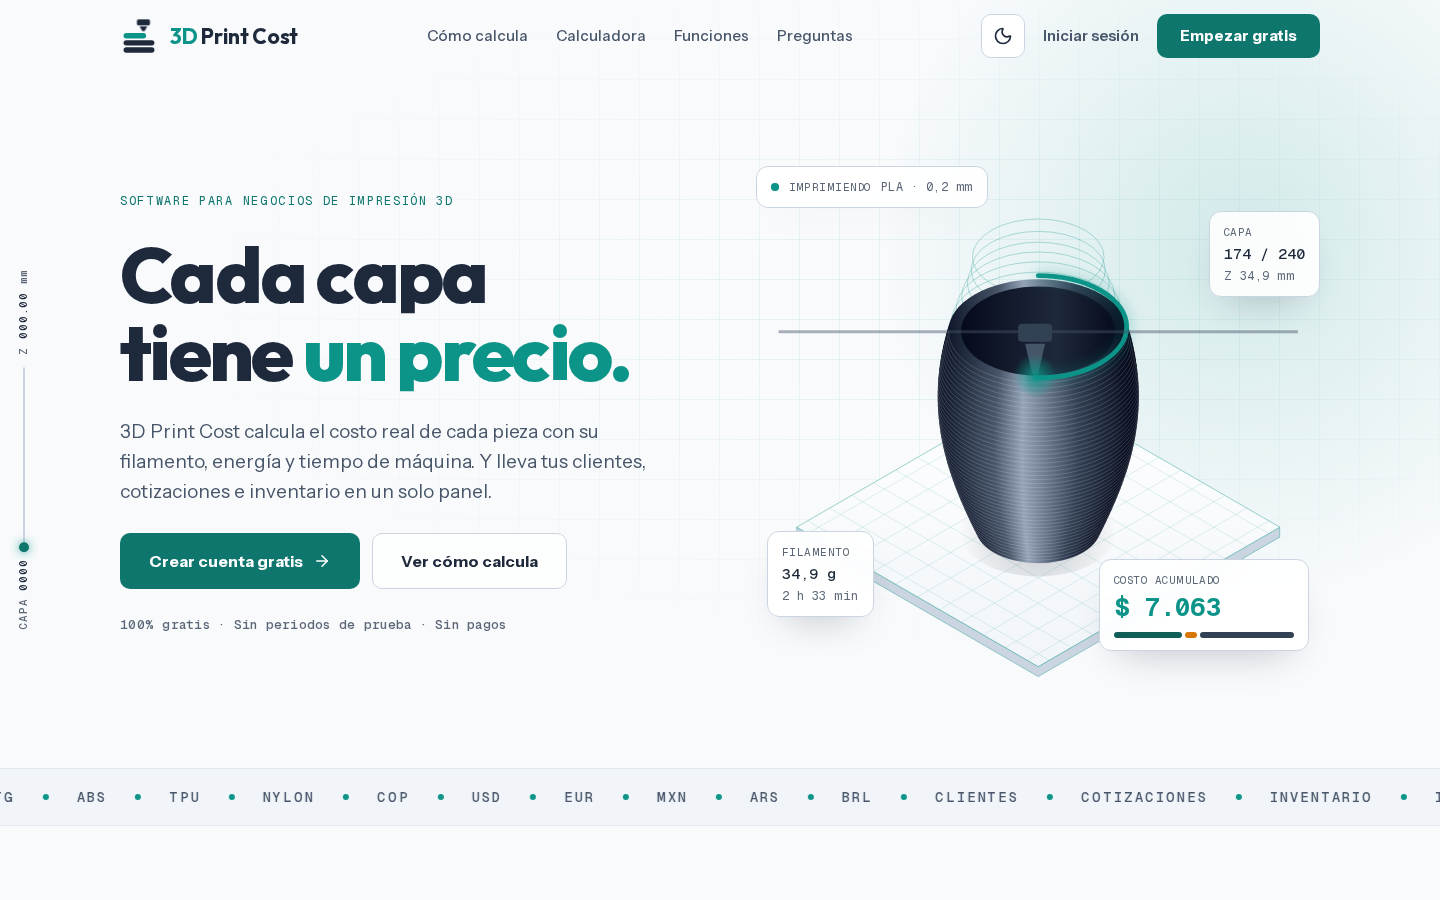 3D Print Cost
Cómo calcula
Calculadora
Funciones
Preguntas
Iniciar sesión
Empezar gratis
SOFTWARE PARA NEGOCIOS DE IMPRESIÓN 3D
Cada capa
tiene un precio.
3D Print Cost calcula el costo real de cada pieza con su
filamento, energía y tiempo de máquina. Y lleva tus clientes,
cotizaciones e inventario en un solo panel.
Crear cuenta gratis
Ver cómo calcula
100% gratis · Sin periodos de prueba · Sin pagos
Z 000.00 mm
CAPA 0000
IMPRIMIENDO PLA · 0,2 mm
CAPA
174 / 240
Z 34,9 mm
FILAMENTO
34,9 g
2 h 33 min
COSTO ACUMULADO
$ 7.063
ABS • TPU • NYLON • COP • USD • EUR • MXN • ARS • BRL • CLIENTES • COTIZACIONES • INVENTARIO •